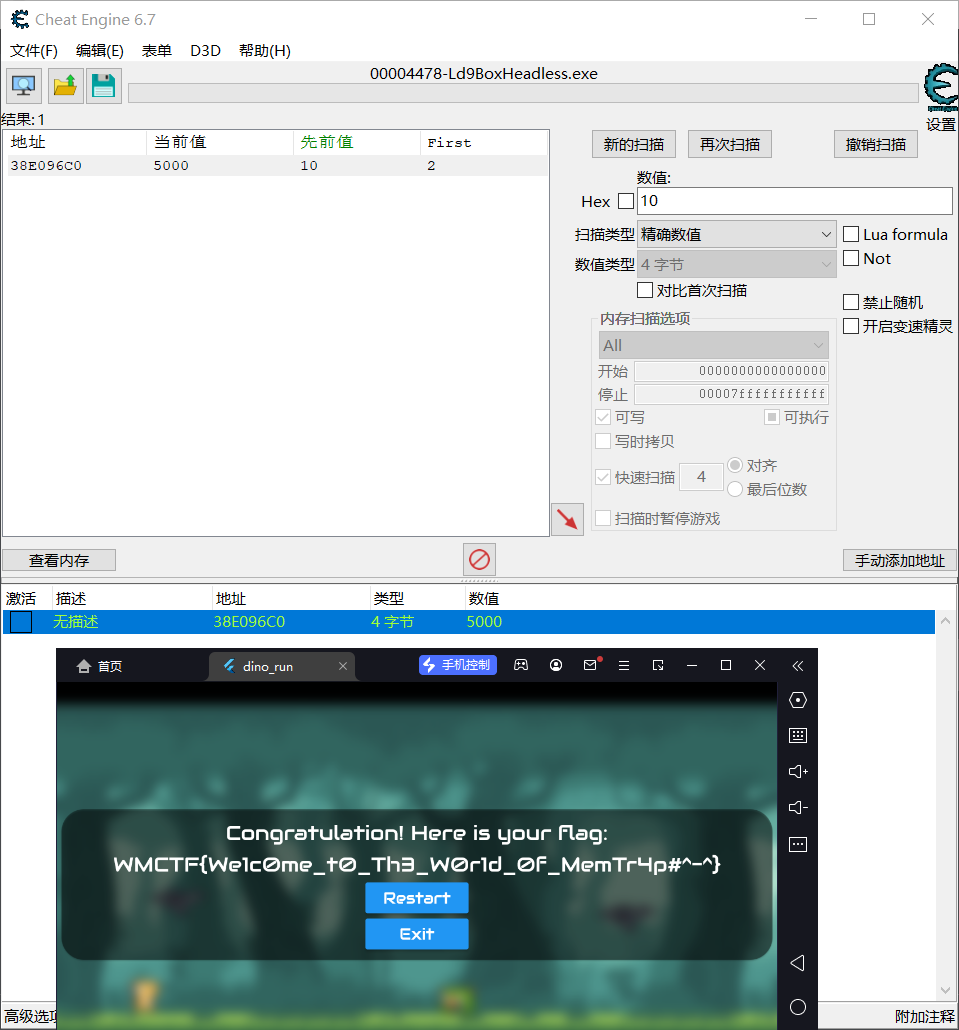 Cheat Engine 6.7
文件(F) 编辑(E) 表单 D3D 帮助(H)
00004478-Ld9BoxHeadless.exe
设置
结果: 1
地址 当前值 先前值 First
38E096C0 5000 10 2
新的扫描 再次扫描 撤销扫描
数值:
Hex 10
扫描类型 精确数值 Lua formula
数值类型 4 字节 Not
对比首次扫描
禁止随机
内存扫描选项
开启变速精灵
All
开始 0000000000000000
停止 00007fffffffffff
可写 可执行
写时拷贝
快速扫描 4 对齐
最后位数
扫描时暂停游戏
查看内存 手动添加地址
激活 描述 地址 类型 数值
无描述 38E096C0 4 字节 5000
首页 dino_run 手机控制
Congratulation! Here is your flag:
WMCTF{We1c0me_t0_Th3_W0r1d_0f_MemTr4p#^-^}
Restart
Exit
高级选项 附加注释